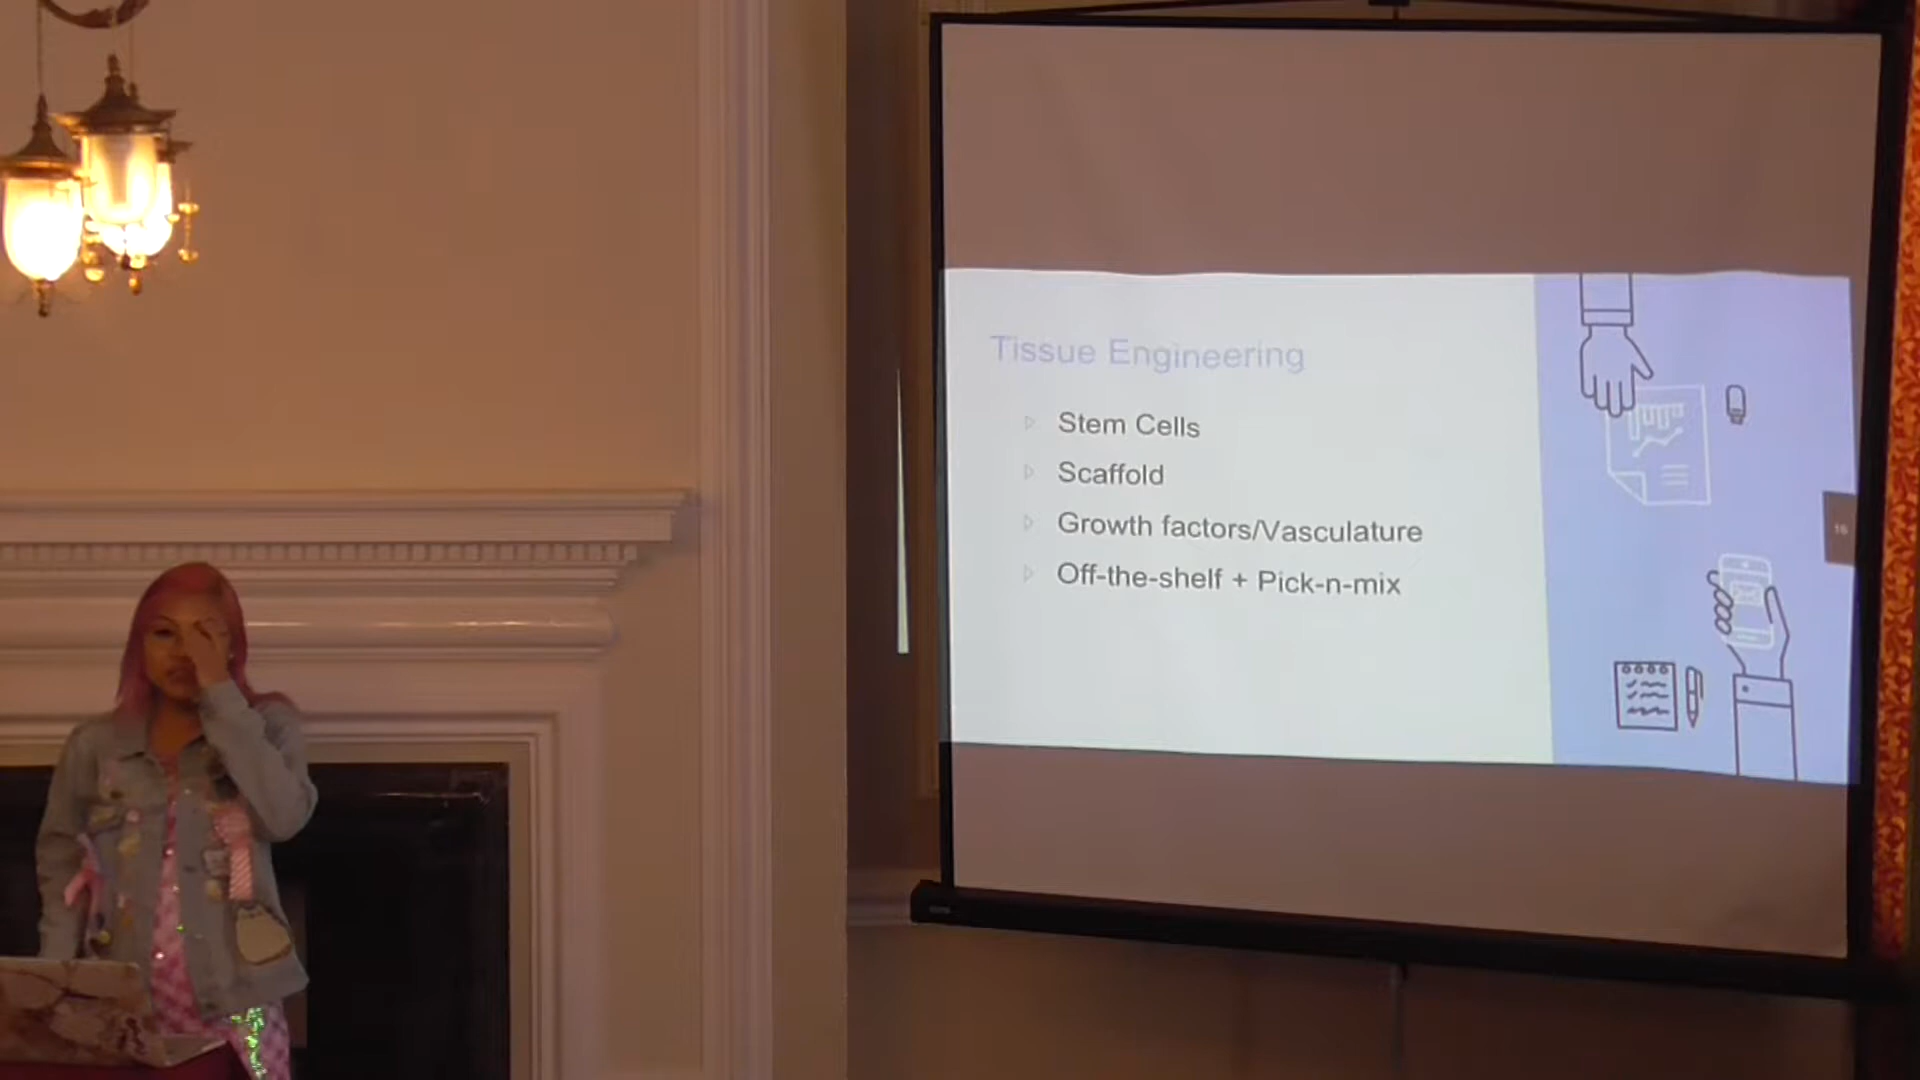 Tissue Engineering
Stem Cells
Scaffold
Growth factors/Vasculature
Off-the-shelf + Pick-n-mix